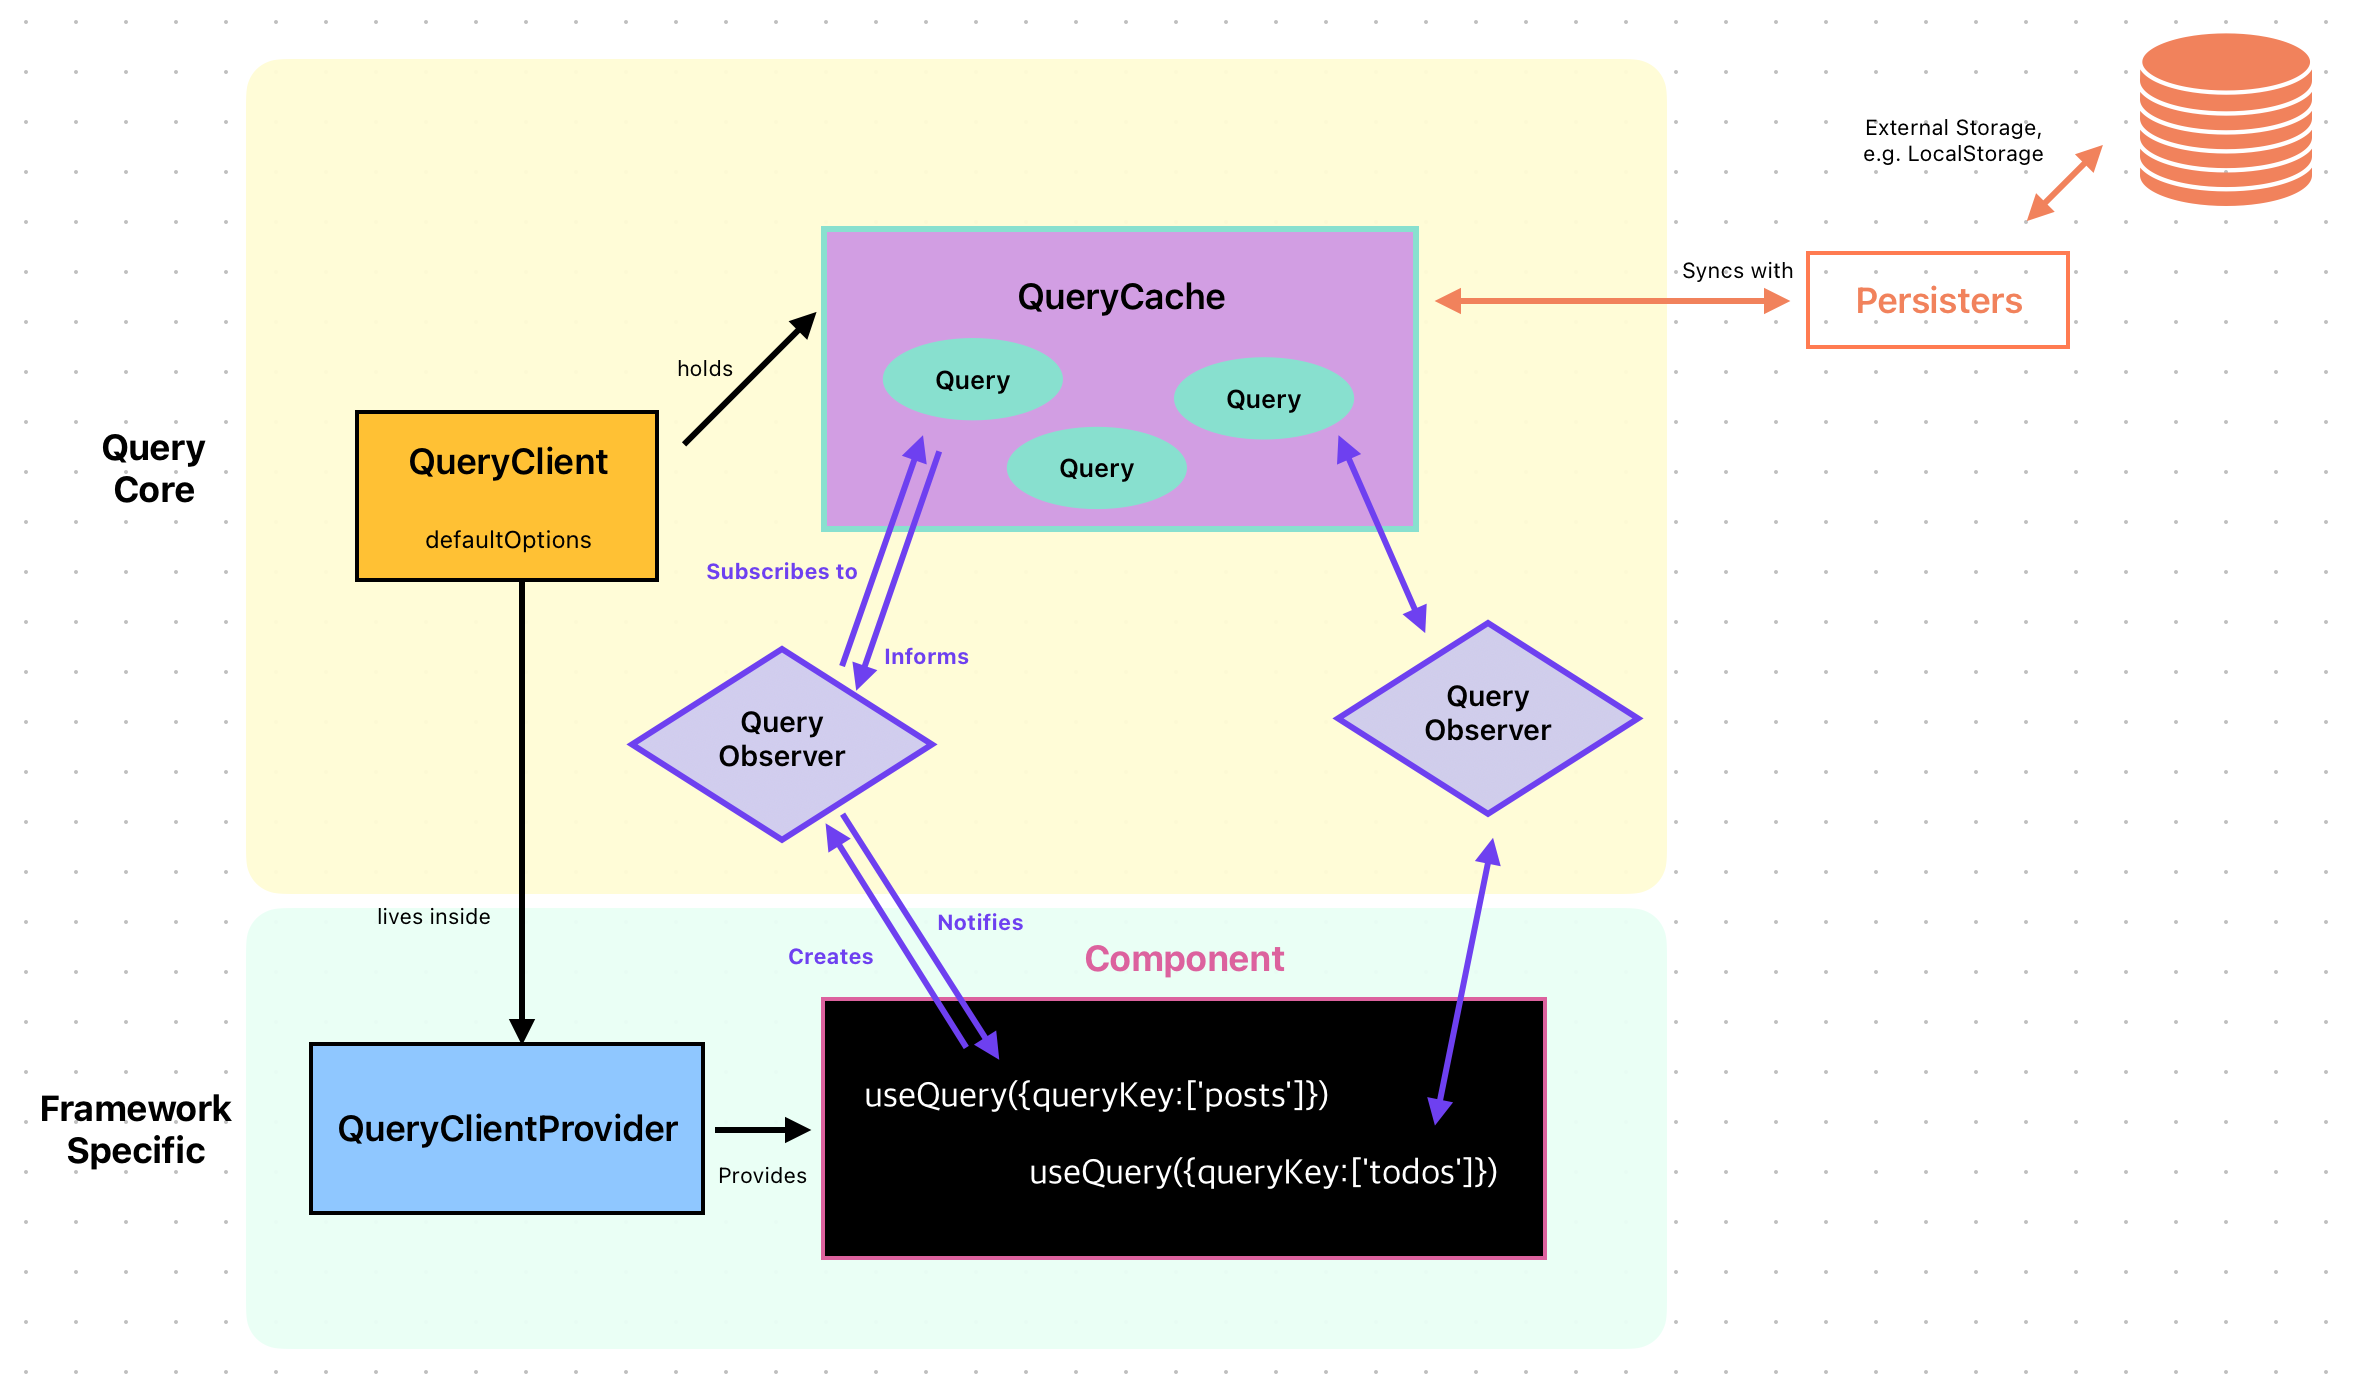 External Storage,
e.g. LocalStorage
QueryCache
Syncs with
Persisters
holds
Query
Query
Query
Query
Core
QueryClient
defaultOptions
Subscribes to
Informs
Query
Observer
Query
Observer
lives inside
Notifies
Creates
Component
Framework
Specific
QueryClientProvider
Provides
useQuery({queryKey:['posts']})
useQuery({queryKey:['todos']})